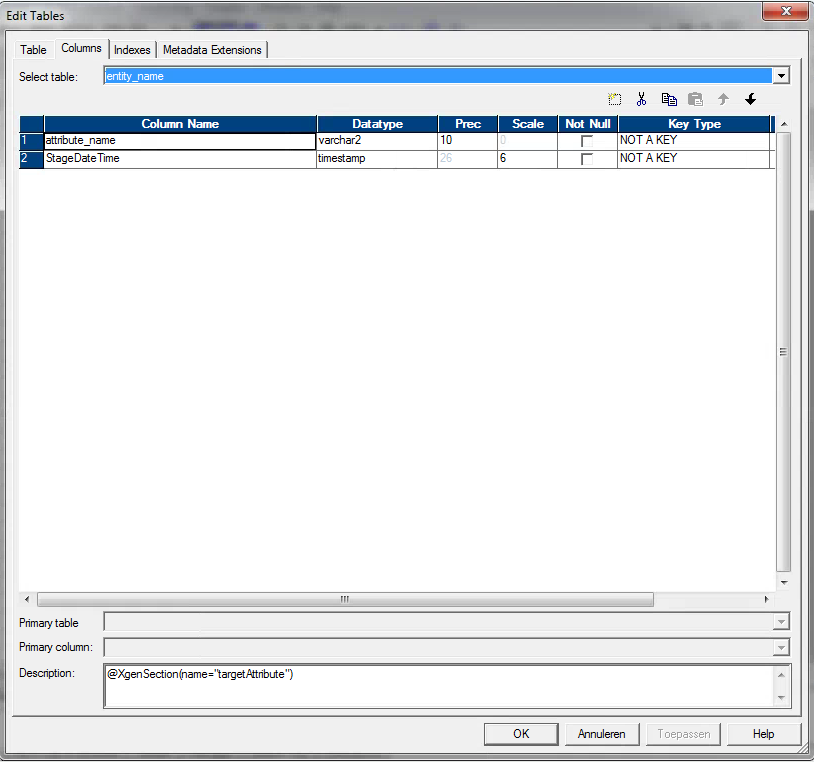 Edit Tables
Table Columns Indexes Metadata Extensions
Select table: entity_name
Column Name Datatype Prec Scale Not Null Key Type
1 attribute_name varchar2 10 0 NOT A KEY
2 StageDateTime timestamp 26 6 NOT A KEY
Primary table
Primary column:
Description: @XgenSection(name="targetAttribute")
OK Annuleren Toepassen Help